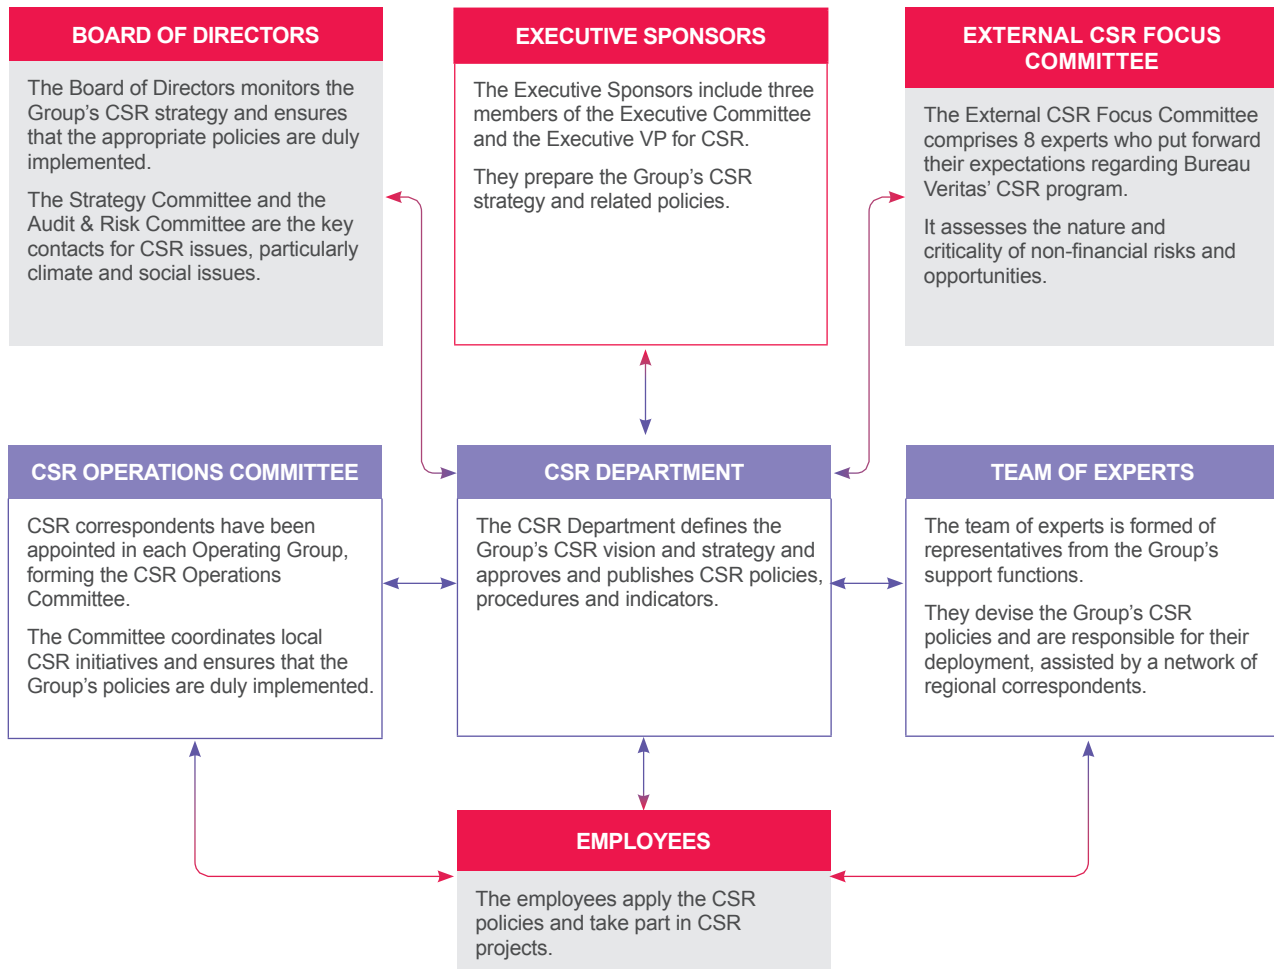 BOARD OF DIRECTORS
The Board of Directors monitors the
Group's CSR strategy and ensures
that the appropriate policies are duly
implemented.
The Strategy Committee and the
Audit & Risk Committee are the key
contacts for CSR issues, particularly
climate and social issues.
EXECUTIVE SPONSORS
The Executive Sponsors include three
members of the Executive Committee
and the Executive VP for CSR.
They prepare the Group's CSR
strategy and related policies.
EXTERNAL CSR FOCUS
COMMITTEE
The External CSR Focus Committee
comprises 8 experts who put forward
their expectations regarding Bureau
Veritas' CSR program.
It assesses the nature and
criticality of non-financial risks and
opportunities.
CSR OPERATIONS COMMITTEE
CSR correspondents have been
appointed in each Operating Group,
forming the CSR Operations
Committee.
The Committee coordinates local
CSR initiatives and ensures that the
Group's policies are duly implemented.
CSR DEPARTMENT
The CSR Department defines the
Group's CSR vision and strategy and
approves and publishes CSR policies,
procedures and indicators.
TEAM OF EXPERTS
The team of experts is formed of
representatives from the Group's
support functions.
They devise the Group's CSR
policies and are responsible for their
deployment, assisted by a network of
regional correspondents.
EMPLOYEES
The employees apply the CSR
policies and take part in CSR
projects.